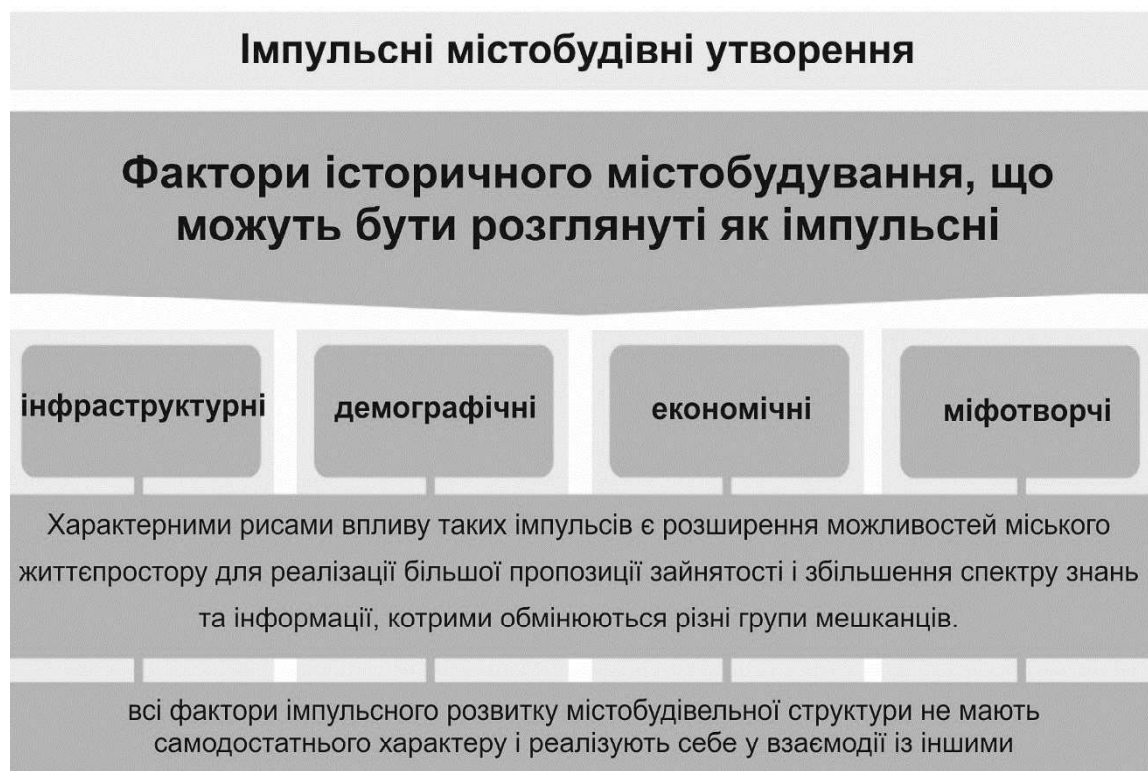 Імпульсні містобудівні утворення
Фактори історичного містобудування, що
можуть бути розглянуті як імпульсні
інфраструктурні
демографічні
економічні
міфотворчі
Характерними рисами впливу таких імпульсів є розширення можливостей міського
життєпростору для реалізації більшої пропозиції зайнятості і збільшення спектру знань
та інформації, котрими обмінюються різні групи мешканців.
всі фактори імпульсного розвитку містобудівельної структури не мають
самодостатнього характеру і реалізують себе у взаємодії із іншими